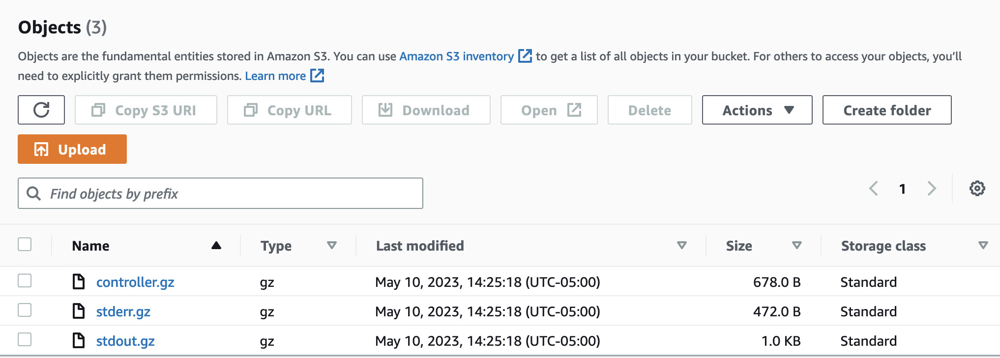 Objects (3)
Objects are the fundamental entities stored in Amazon S3. You can use Amazon S3 inventory to get a list of all objects in your bucket. For others to access your objects, you’ll
need to explicitly grant them permissions. Learn more
Copy S3 URI Copy URL Download Open Delete Actions Create folder
Upload
Find objects by prefix 1
Name Type Last modified Size Storage class
controller.gz gz May 10, 2023, 14:25:18 (UTC-05:00) 678.0 B Standard
stderr.gz gz May 10, 2023, 14:25:18 (UTC-05:00) 472.0 B Standard
stdout.gz gz May 10, 2023, 14:25:18 (UTC-05:00) 1.0 KB Standard